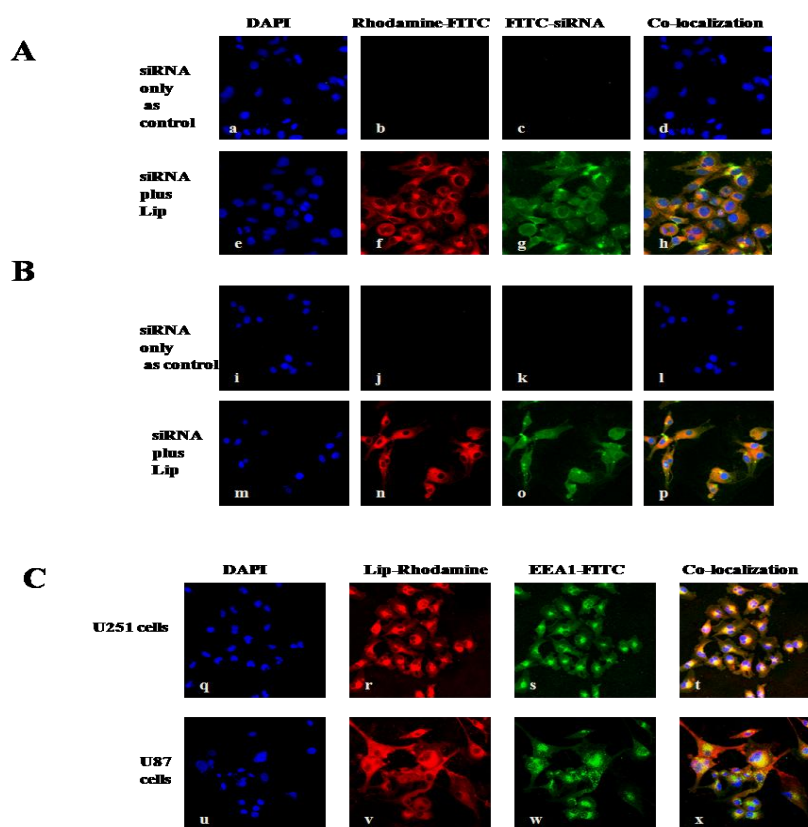 DAPI Rhodamine-FITC FITC-siRNA Co-localization
A
siRNA
only
as
control
a b c d
siRNA
plus
Lip
e f g h
B
siRNA
only
as control
i j k l
siRNA
plus
Lip
m n o p
C
DAPI Lip-Rhodamine EEA1-FITC Co-localization
U251 cells
q r s t
U87
cells
u v w x